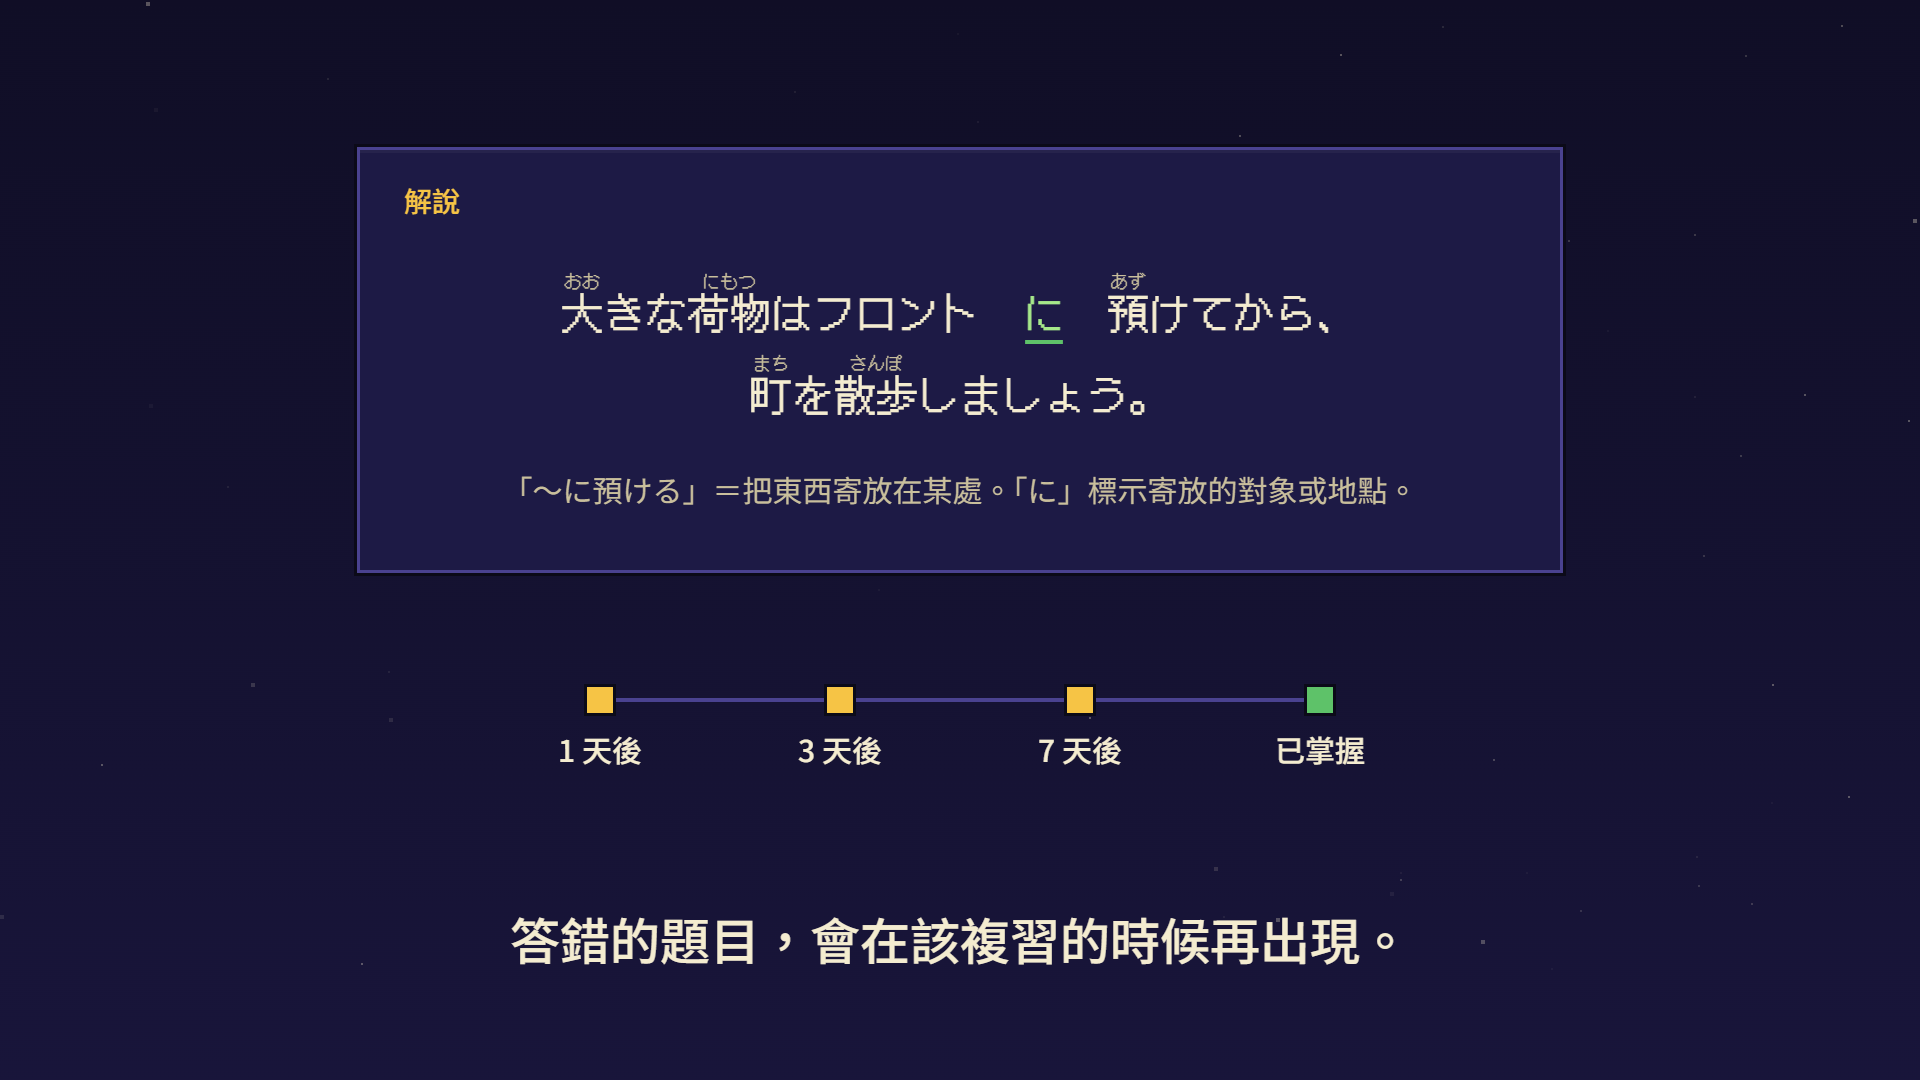 解說
大きな荷物はフロント に 預けてから、
おお にもつ あず
町を散歩しましょう。
まち さんぽ
「～に預ける」＝把東西寄放在某處。「に」標示寄放的對象或地點。
1 天後 3 天後 7 天後 已掌握
答錯的題目，會在該複習的時候再出現。